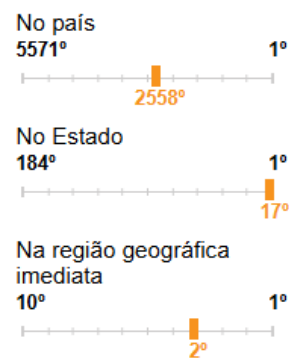 No país
5571º 1º
2558º
No Estado
184º 1º
17º
Na região geográfica
imediata
10º 1º
2º